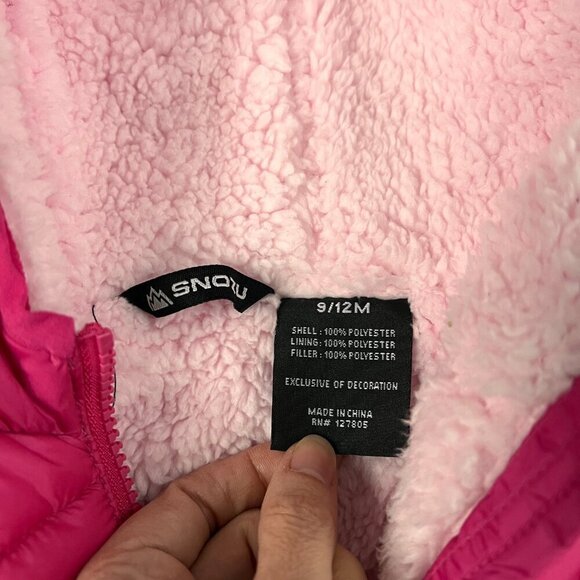 SNOZU
9/12M
SHELL : 100% POLYESTER
LINING: 100% POLYESTER
FILLER : 100% POLYESTER
EXCLUSIVE OF DECORATION
MADE IN CHINA
RN# 127805